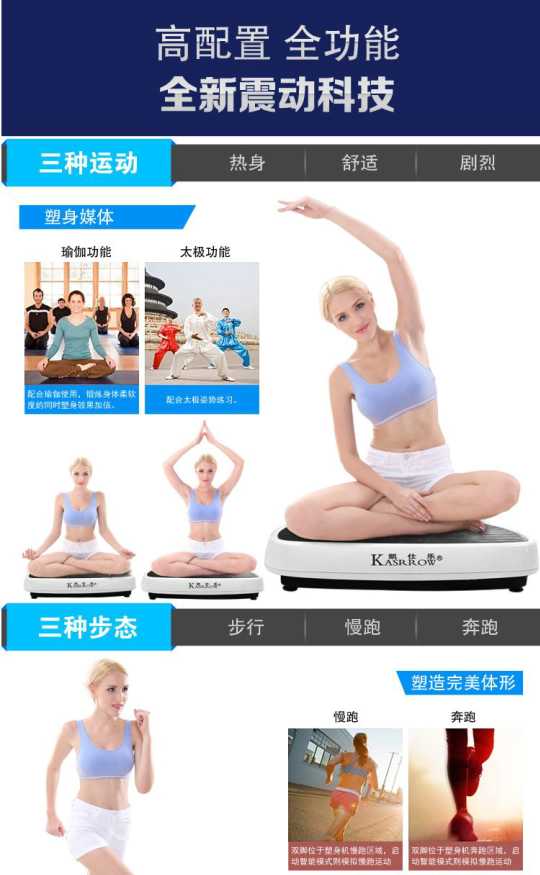 高配置 全功能
全新震动科技
三种运动 热身 舒适 剧烈
塑身媒体
瑜伽功能 太极功能
配合瑜伽使用，锻炼身体柔软
度的同时塑身效果加倍。
配合太极姿势练习。
凯仕乐
KASRROW®
KASRROW®
KASRROW®
三种步态 步行 慢跑 奔跑
塑造完美体形
慢跑 奔跑
双脚位于塑身机慢跑区域，启
动智能模式则模拟慢跑运动
双脚位于塑身机奔跑区域，启
动智能模式则模拟奔跑运动